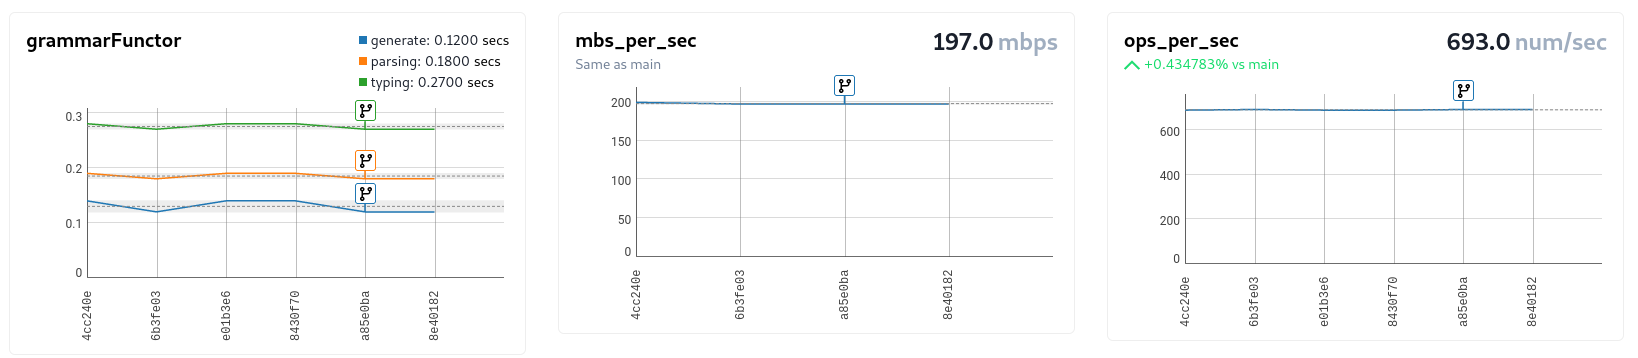 grammarFunctor
generate: 0.1200 secs
parsing: 0.1800 secs
typing: 0.2700 secs
0.3
0.2
0.1
0
4cc240e
6b3fe03
e01b3e6
8430f70
a85e0ba
8e40182
mbs_per_sec
197.0 mbps
Same as main
200
150
100
50
0
4cc240e
6b3fe03
a85e0ba
8e40182
ops_per_sec
693.0 num/sec
+0.434783% vs main
600
400
200
0
4cc240e
6b3fe03
e01b3e6
8430f70
a85e0ba
8e40182